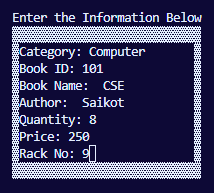 Enter the Information Below
Category: Computer
Book ID: 101
Book Name:  CSE
Author:  Saikot
Quantity: 8
Price: 250
Rack No: 9